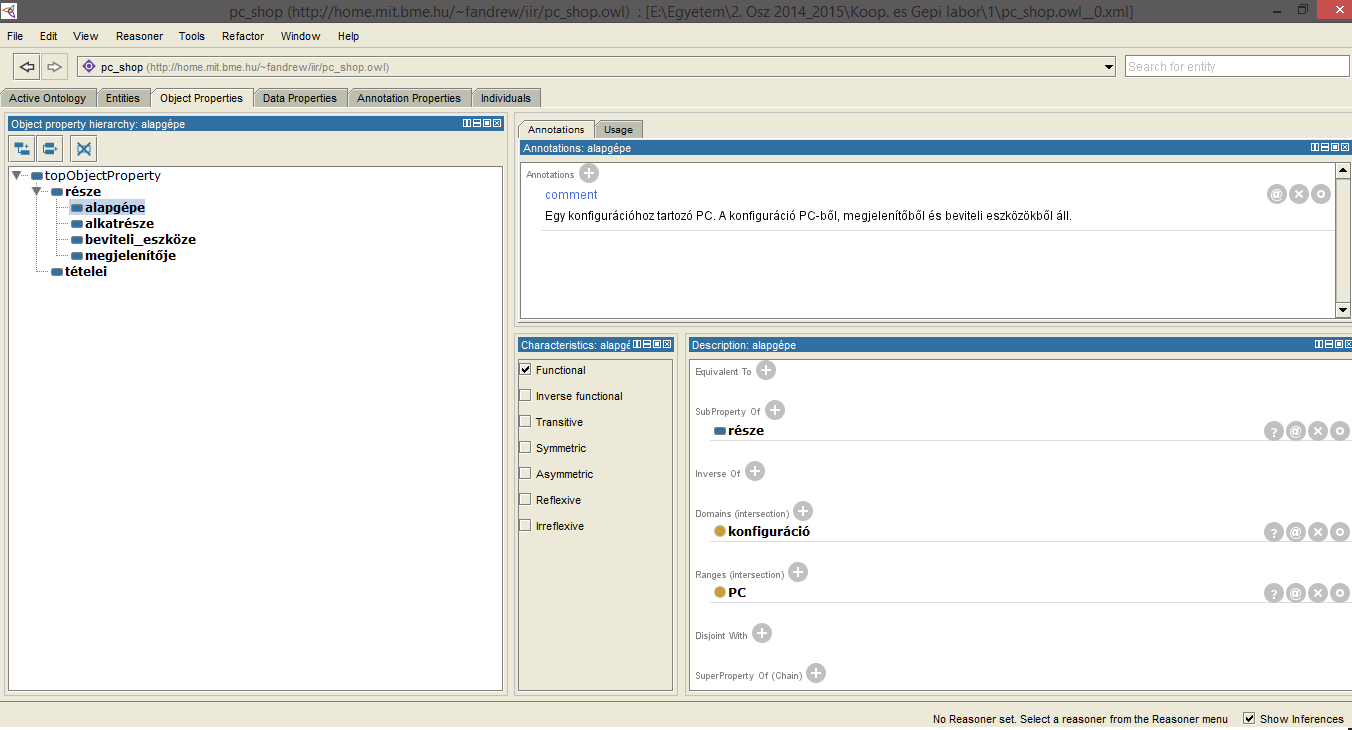 pc_shop (http://home.mit.bme.hu/~fandrew/iir/pc_shop.owl) : [E:\Egyetem\2. Osz 2014_2015\Koop. es Gepi labor\1\pc_shop.owl__0.xml]
File Edit View Reasoner Tools Refactor Window Help
pc_shop (http://home.mit.bme.hu/~fandrew/iir/pc_shop.owl)
Search for entity
Active Ontology Entities Object Properties Data Properties Annotation Properties Individuals
Object property hierarchy: alapgépe
topObjectProperty
része
alapgépe
alkatrésze
beviteli_eszköze
megjelenítője
tételei
Annotations Usage
Annotations: alapgépe
Annotations
comment
Egy konfigurációhoz tartozó PC. A konfiguráció PC-ből, megjelenítőből és beviteli eszközökből áll.
Characteristics: alapgé
Functional
Inverse functional
Transitive
Symmetric
Asymmetric
Reflexive
Irreflexive
Description: alapgépe
Equivalent To
SubProperty Of
része
Inverse Of
Domains (intersection)
konfiguráció
Ranges (intersection)
PC
Disjoint With
SuperProperty Of (Chain)
No Reasoner set. Select a reasoner from the Reasoner menu Show Inferences